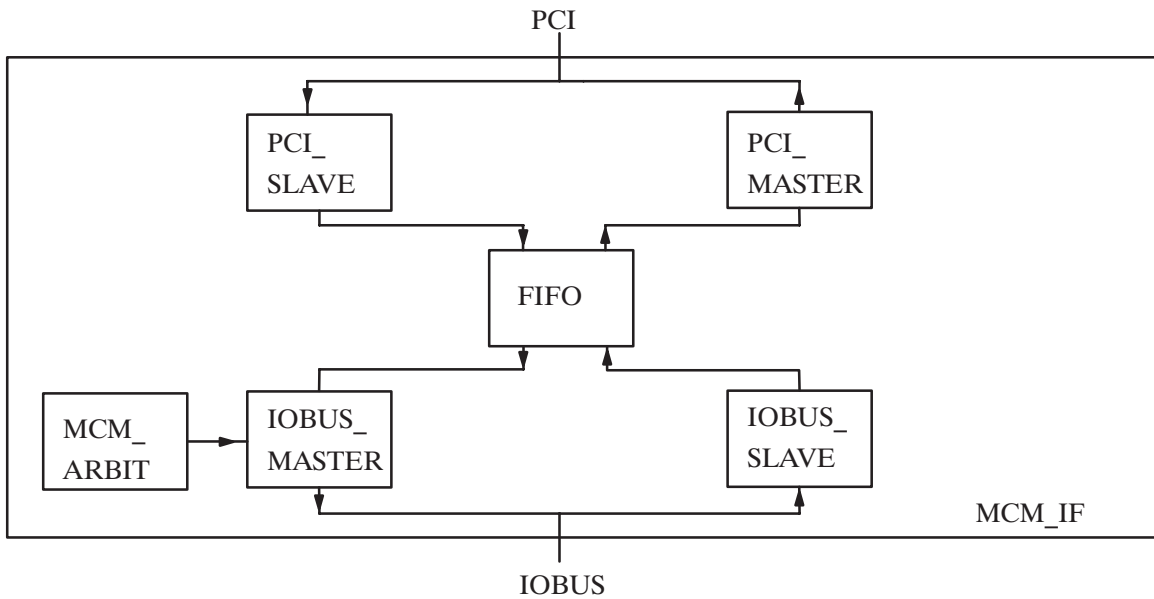 PCI
PCI_
SLAVE
PCI_
MASTER
FIFO
MCM_
ARBIT
IOBUS_
MASTER
IOBUS_
SLAVE
MCM_IF
IOBUS